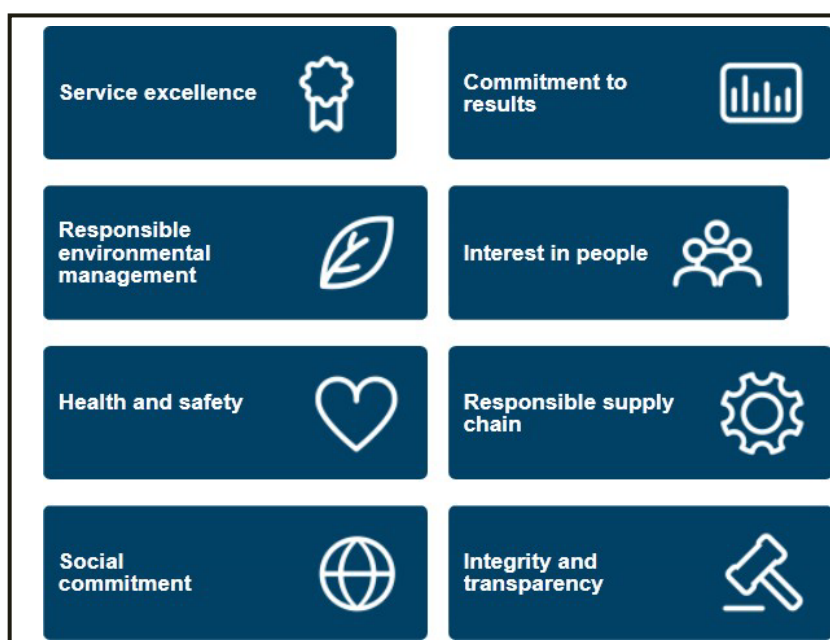 Service excellence
Commitment to
results
Responsible
environmental
management
Interest in people
Health and safety
Responsible supply
chain
Social
commitment
Integrity and
transparency